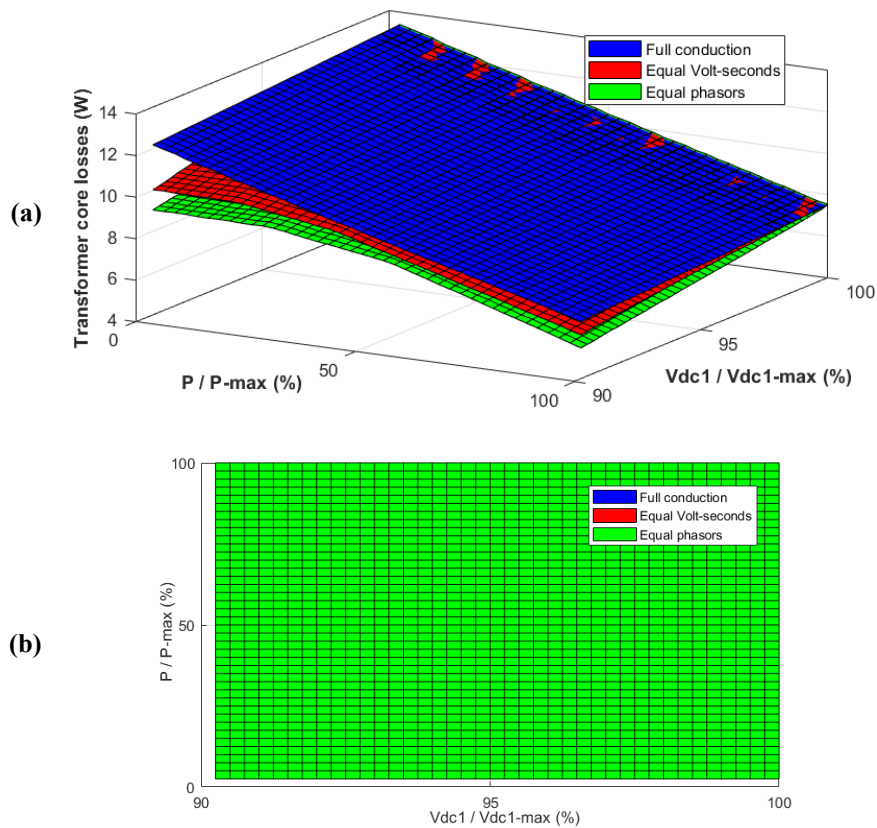 (a)
Transformer core losses (W)
14
12
10
8
6
4
0
50
100
P / P-max (%)
90
95
100
Vdc1 / Vdc1-max (%)
Full conduction
Equal Volt-seconds
Equal phasors
(b)
P / P-max (%)
100
50
0
90
95
100
Vdc1 / Vdc1-max (%)
Full conduction
Equal Volt-seconds
Equal phasors